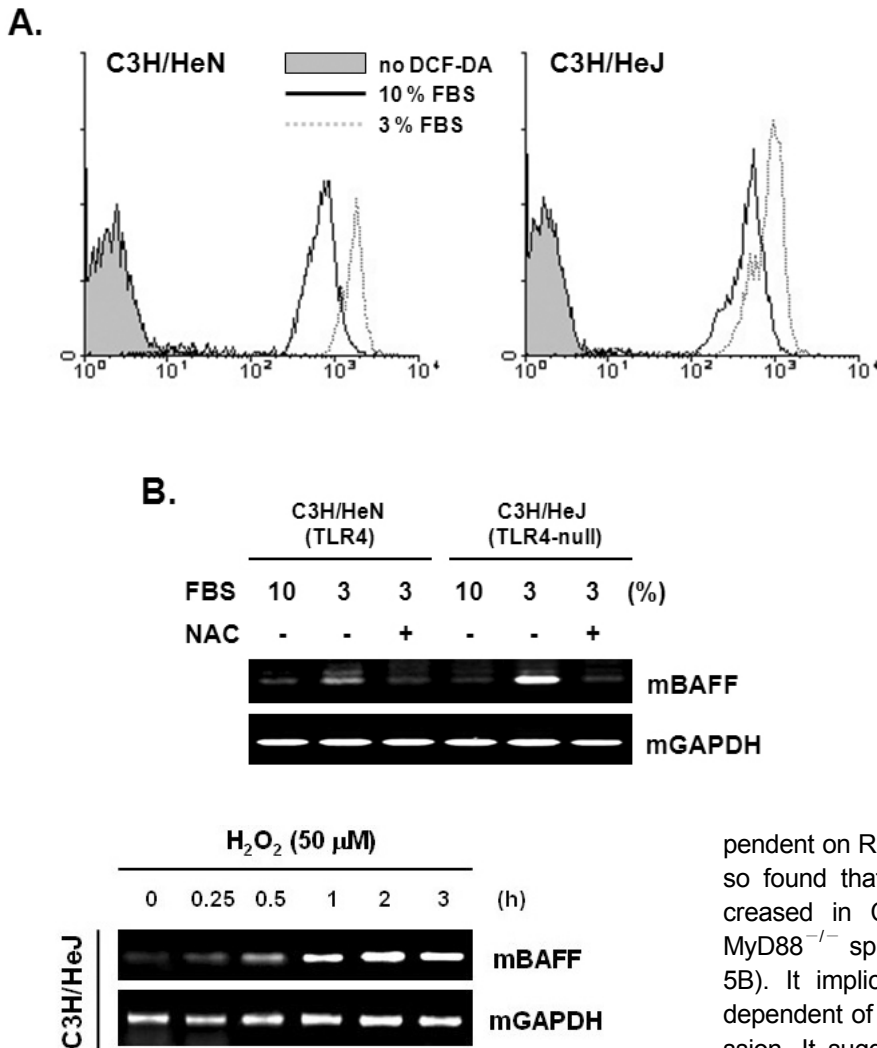 A.
C3H/HeN
no DCF-DA
10 % FBS
3 % FBS
C3H/HeJ
0
10⁰ 10¹ 10² 10³ 10⁴
0
10⁰ 10¹ 10² 10³ 10⁴
B.
C3H/HeN
(TLR4)
C3H/HeJ
(TLR4-null)
FBS 10 3 3 10 3 3 (%)
NAC - - + - - +
mBAFF
mGAPDH
H₂O₂ (50 μM)
0 0.25 0.5 1 2 3 (h)
C3H/HeJ
mBAFF
mGAPDH
pendent on R
so found that
creased in C
MyD88⁻/⁻ sp
5B). It implic
dependent of